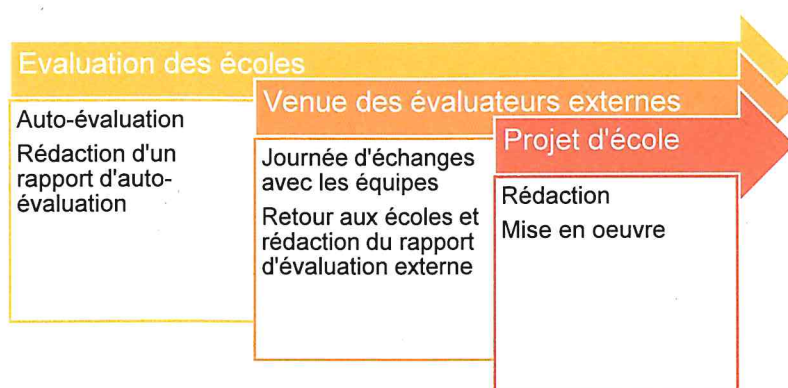 Evaluation des écoles
Auto-évaluation
Rédaction d'un
rapport d'auto-
évaluation
Venue des évaluateurs externes
Journée d'échanges
avec les équipes
Retour aux écoles et
rédaction du rapport
d'évaluation externe
Projet d'école
Rédaction
Mise en oeuvre